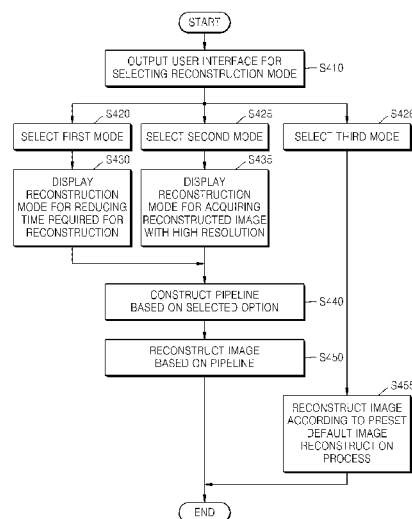 START
OUTPUT USER INTERFACE FOR
SELECTING RECONSTRUCTION MODE
S410
S420
SELECT FIRST MODE
S425
SELECT SECOND MODE
S426
SELECT THIRD MODE
S430
DISPLAY
RECONSTRUCTION
MODE FOR REDUCING
TIME REQUIRED FOR
RECONSTRUCTION
S435
DISPLAY
RECONSTRUCTION
MODE FOR ACQUIRING
RECONSTRUCTED IMAGE
WITH HIGH RESOLUTION
CONSTRUCT PIPELINE
BASED ON SELECTED OPTION
S440
RECONSTRUCT IMAGE
BASED ON PIPELINE
S450
S455
RECONSTRUCT IMAGE
ACCORDING TO PRESET
DEFAULT IMAGE
RECONSTRUCTION
PROCESS
END